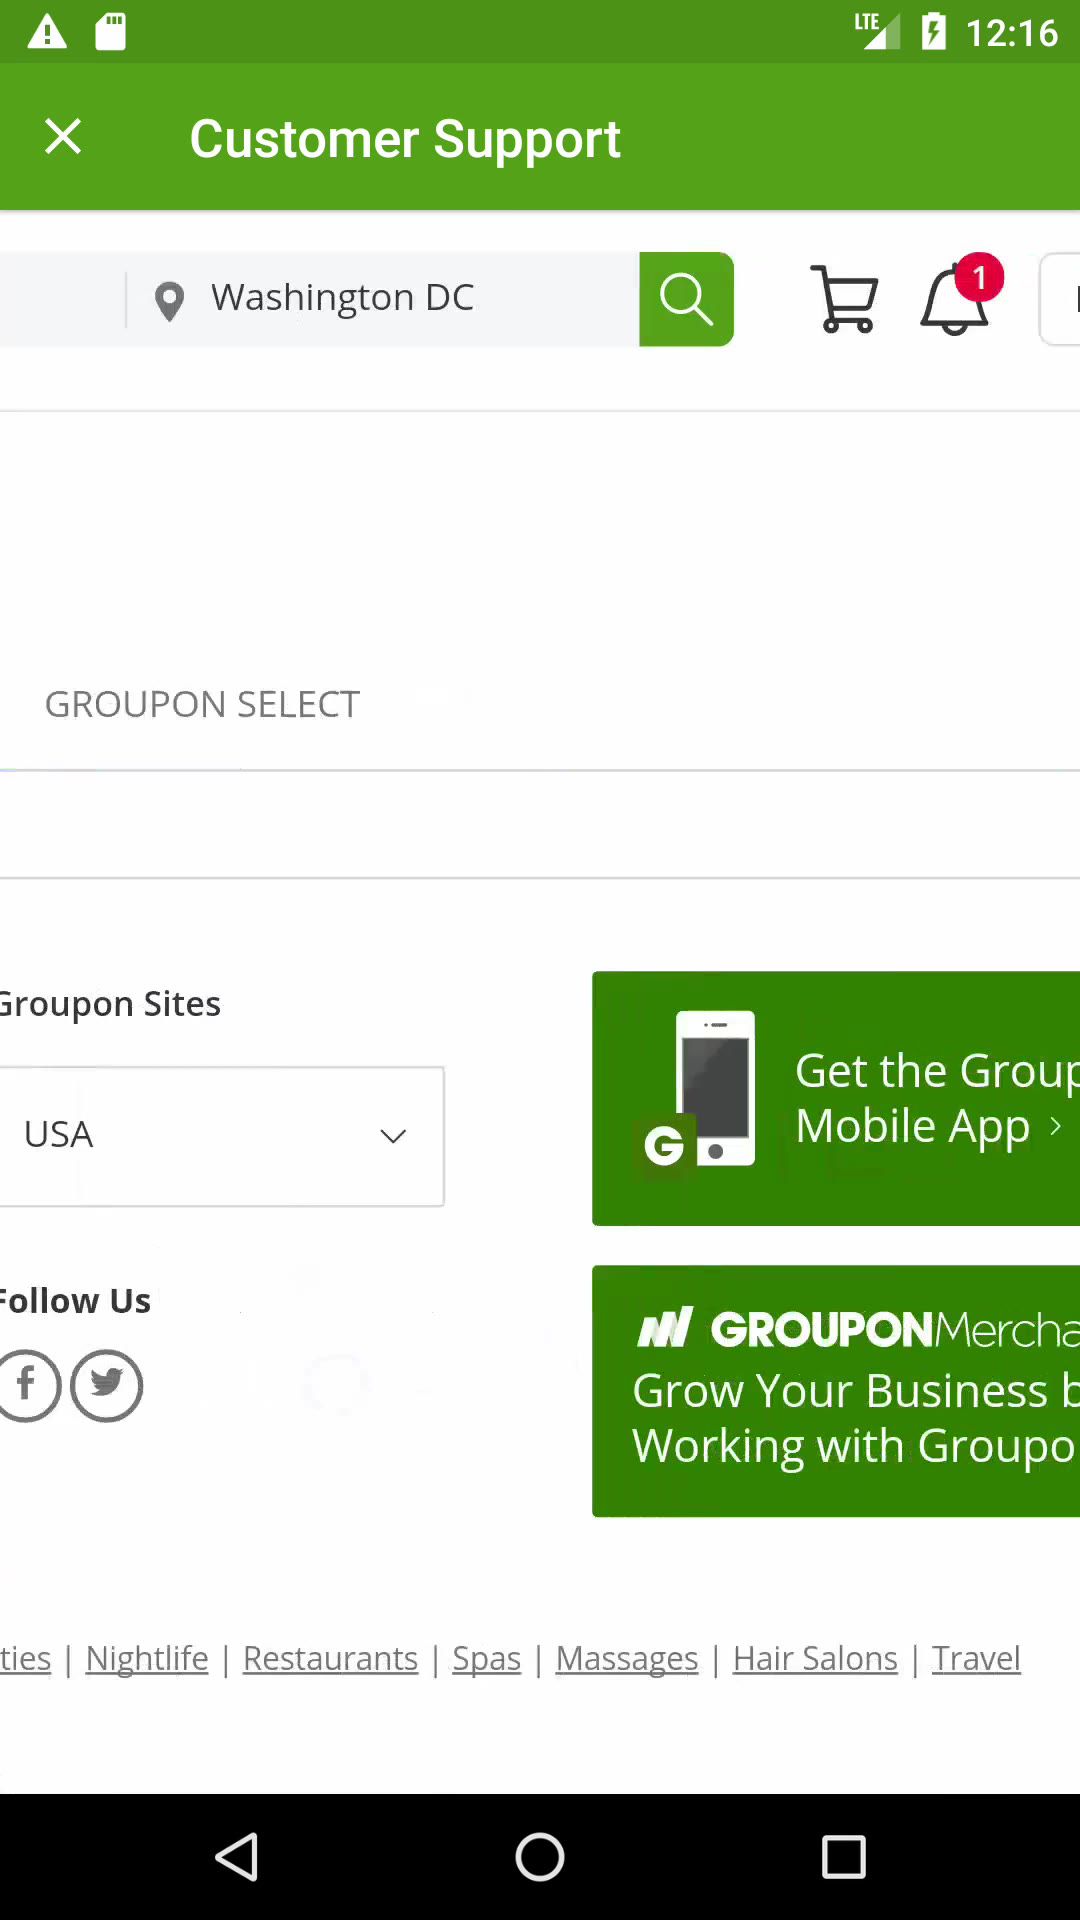 LTE 12:16
Customer Support
Washington DC
1
GROUPON SELECT
Groupon Sites
USA
Get the Group
Mobile App
G
Follow Us
GROUPONMercha
Grow Your Business b
Working with Groupo
ties | Nightlife | Restaurants | Spas | Massages | Hair Salons | Travel